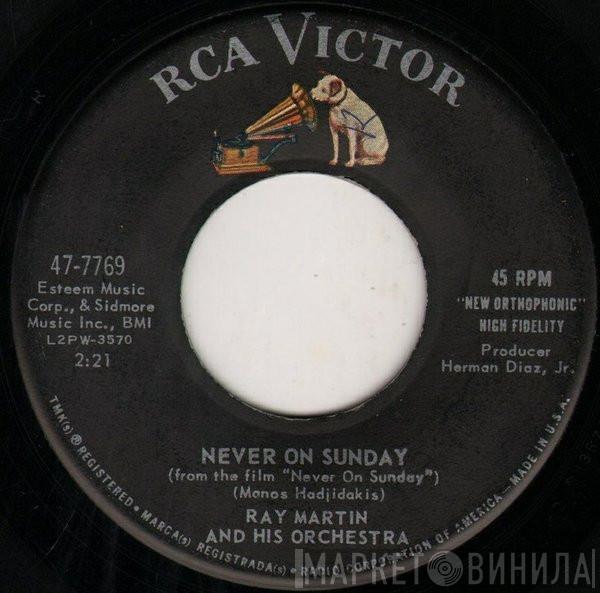 RCA VICTOR
47-7769
Esteem Music
Corp., & Sidmore
Music Inc., BMI
L2PW-3570
2:21
45 RPM
"NEW ORTHOPHONIC"
HIGH FIDELITY
Producer
Herman Diaz, Jr.
NEVER ON SUNDAY
(from the film "Never On Sunday")
(Manos Hadjidakis)
RAY MARTIN
AND HIS ORCHESTRA
TMK(s) ® REGISTERED • MARCA(s) REGISTRADA(s) • RADIO CORPORATION OF AMERICA — MADE IN U.S.A.
МАРКЕТ ВИНИЛА